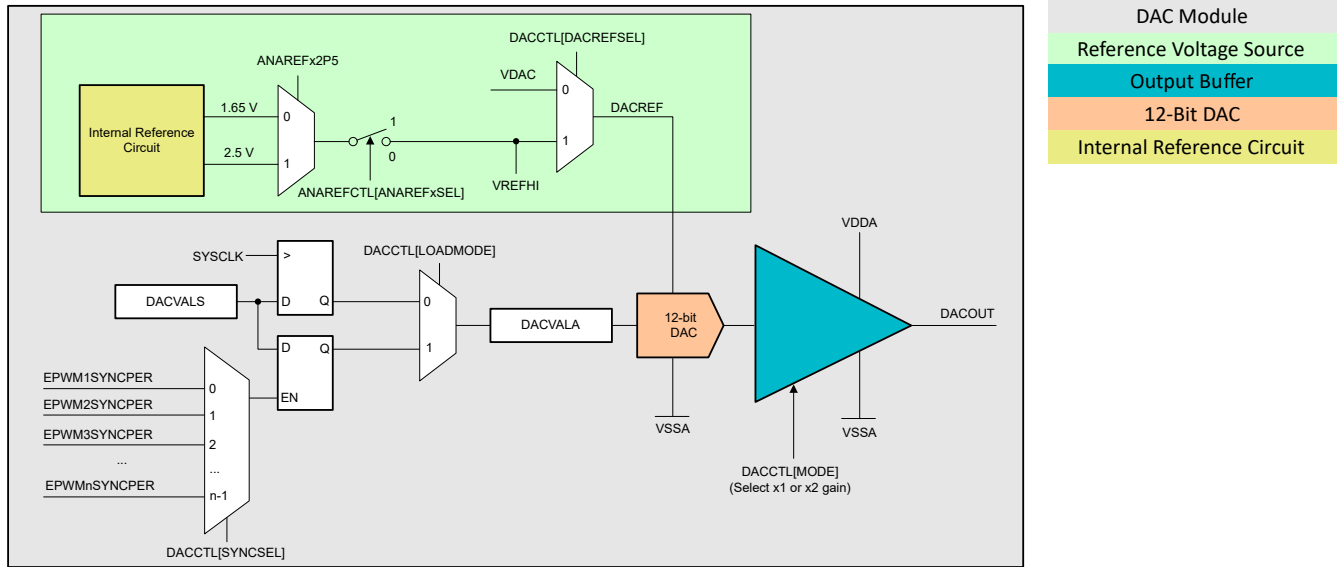 DACCTL[DACREFSEL]
ANAREFx2P5
VDAC
0
DACREF
1.65 V
0
Internal Reference
Circuit
1
0
1
2.5 V
1
VREFHI
ANAREFCTL[ANAREFxSEL]
SYSCLK
>
DACCTL[LOADMODE]
DACVALS
D
Q
0
DACVALA
12-bit
DAC
VDDA
DACOUT
D
Q
1
EN
EPWM1SYNCPER
0
EPWM2SYNCPER
1
EPWM3SYNCPER
2
...
...
EPWMnSYNCPER
n-1
VSSA
VSSA
DACCTL[MODE]
(Select x1 or x2 gain)
DACCTL[SYNCSEL]
DAC Module
Reference Voltage Source
Output Buffer
12-Bit DAC
Internal Reference Circuit